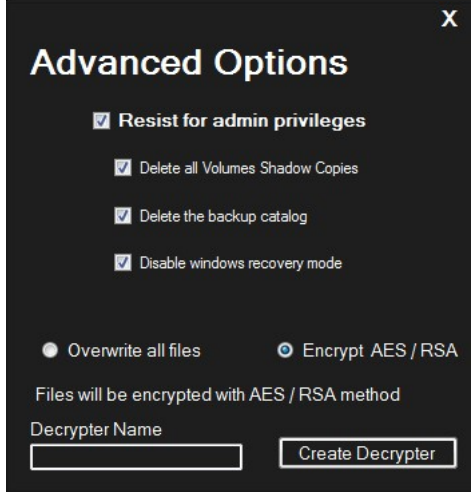 X
Advanced Options
Resist for admin privileges
Delete all Volumes Shadow Copies
Delete the backup catalog
Disable windows recovery mode
Overwrite all files Encrypt AES / RSA
Files will be encrypted with AES / RSA method
Decrypter Name
Create Decrypter